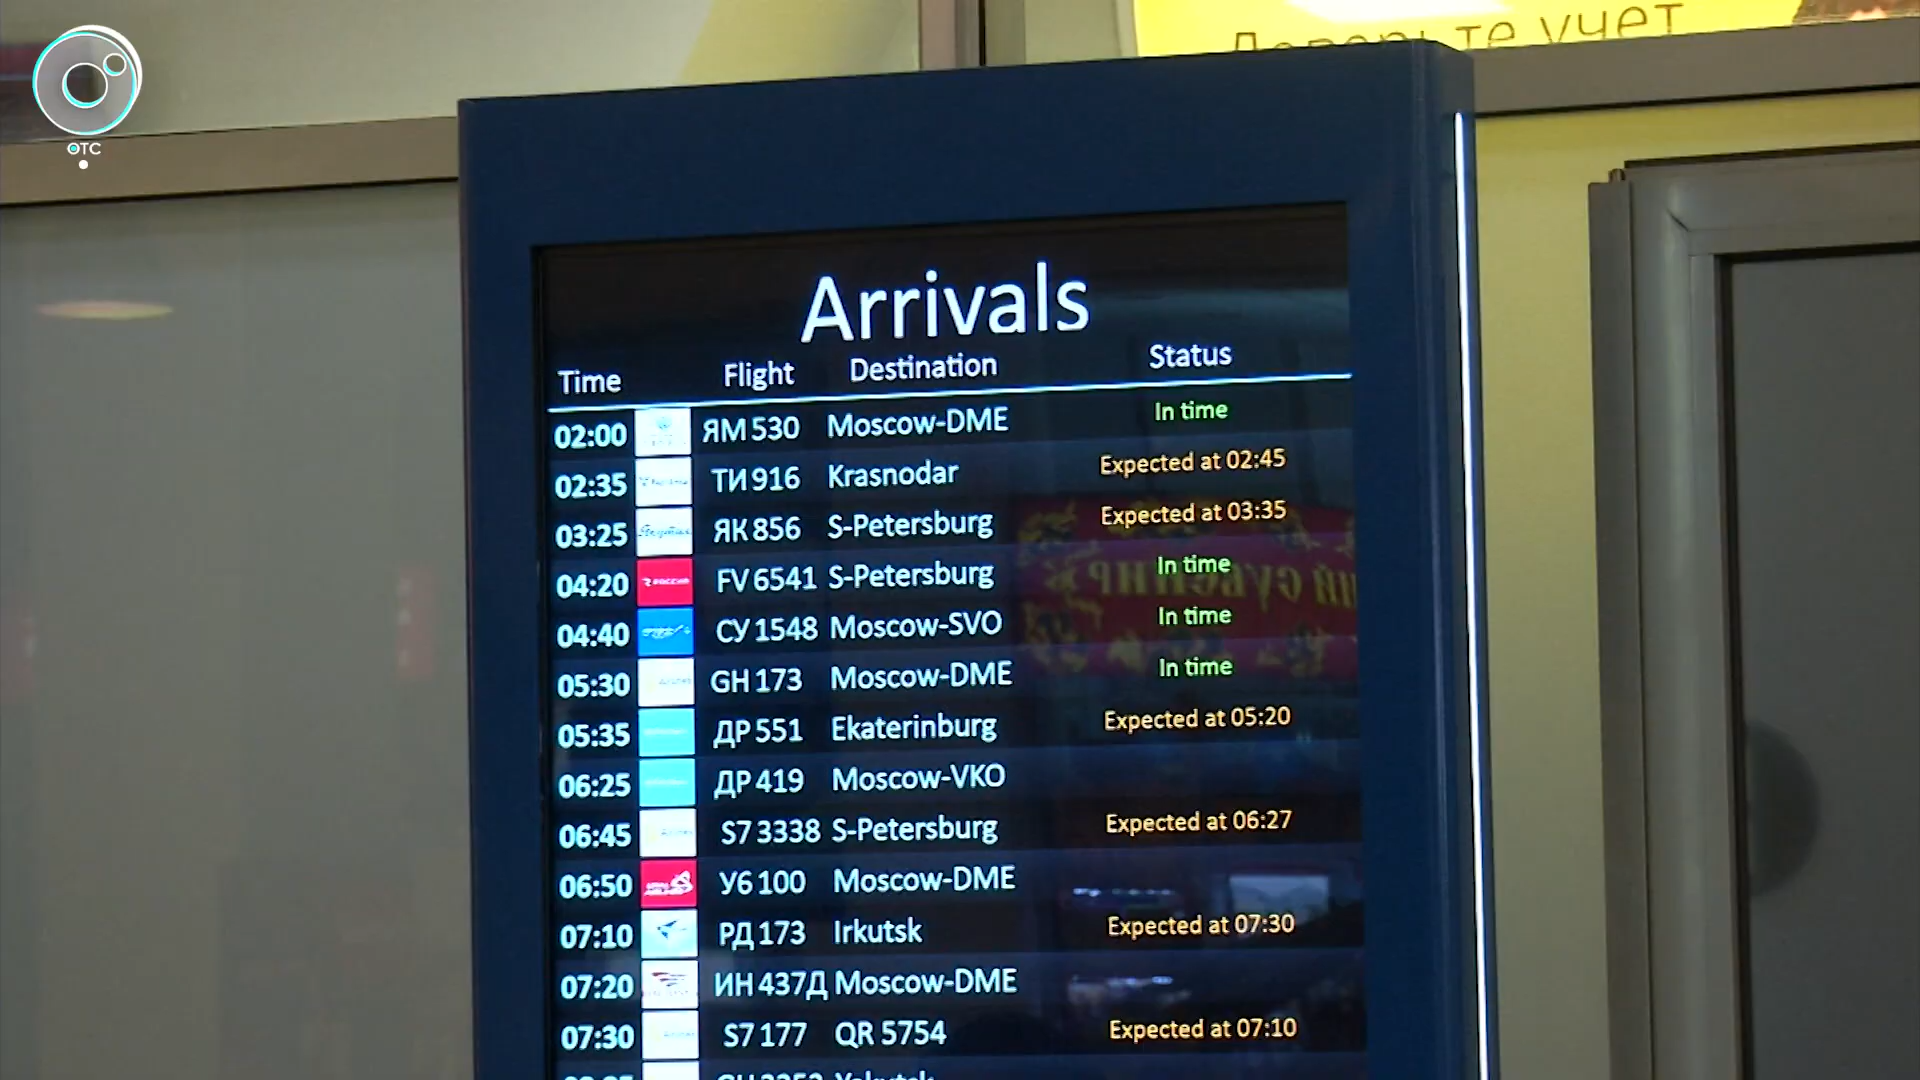 Доверьте учет
ОТС
Arrivals
Time Flight Destination Status
02:00 ЯМ 530 Moscow-DME In time
02:35 ТИ 916 Krasnodar Expected at 02:45
03:25 ЯК 856 S-Petersburg Expected at 03:35
04:20 РОССИЯ FV 6541 S-Petersburg In time
04:40 СУ 1548 Moscow-SVO In time
05:30 GH 173 Moscow-DME In time
05:35 ДР 551 Ekaterinburg Expected at 05:20
06:25 ДР 419 Moscow-VKO
06:45 S7 3338 S-Petersburg Expected at 06:27
06:50 У6 100 Moscow-DME
07:10 РД 173 Irkutsk Expected at 07:30
07:20 ИН 437Д Moscow-DME
07:30 S7 177 QR 5754 Expected at 07:10